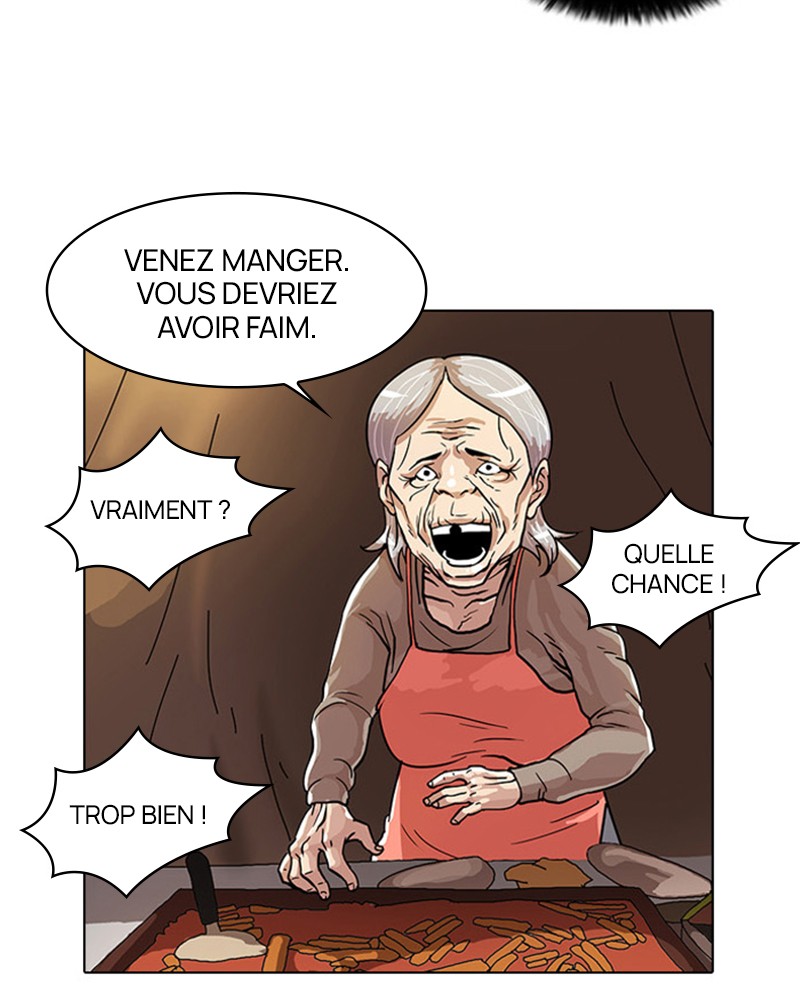 VENEZ MANGER.
VOUS DEVRIEZ
AVOIR FAIM.
VRAIMENT ?
QUELLE
CHANCE !
TROP BIEN !